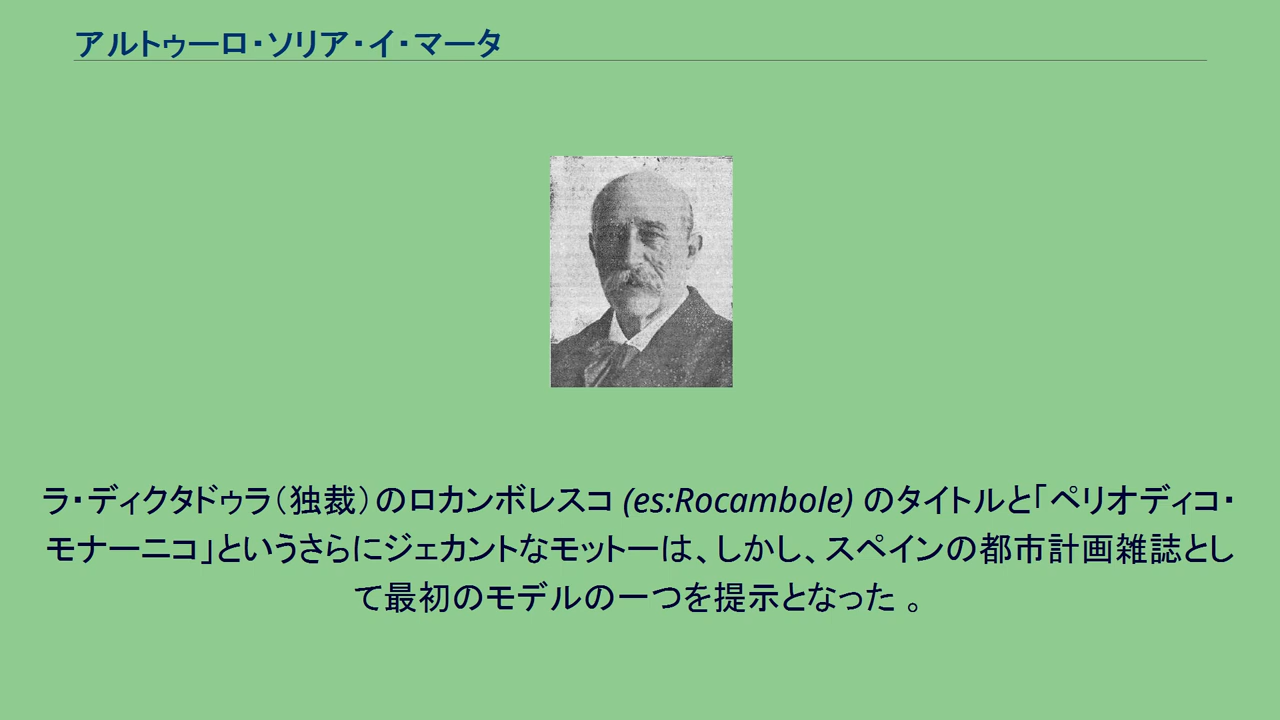 アルトゥーロ・ソリア・イ・マータ
ラ・ディクタドゥラ（独裁）のロカンボレスコ (es:Rocambole) のタイトルと「ペリオディコ・
モナーニコ」というさらにジェカントなモットーは、しかし、スペインの都市計画雑誌とし
て最初のモデルの一つを提示となった 。